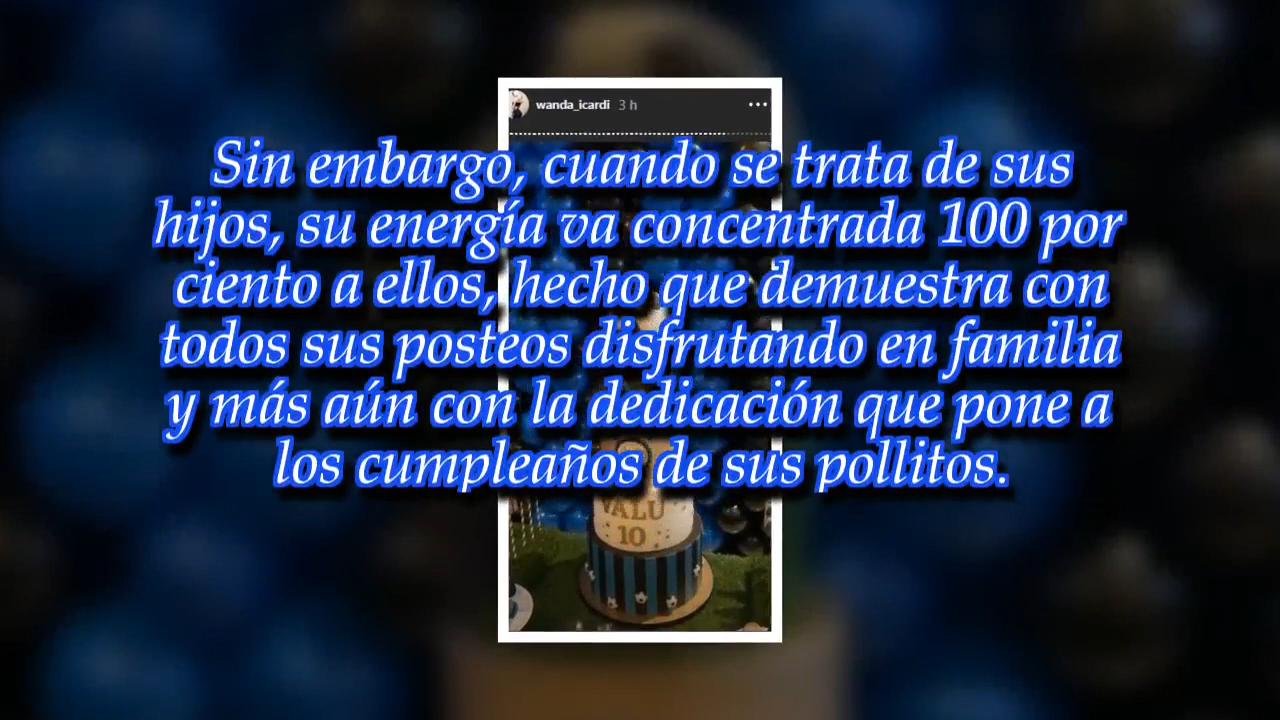 wanda_icardi 3 h
Sin embargo, cuando se trata de sus
hijos, su energía va concentrada 100 por
ciento a ellos, hecho que demuestra con
todos sus posteos disfrutando en familia
y más aún con la dedicación que pone a
los cumpleaños de sus pollitos.
VALU
10